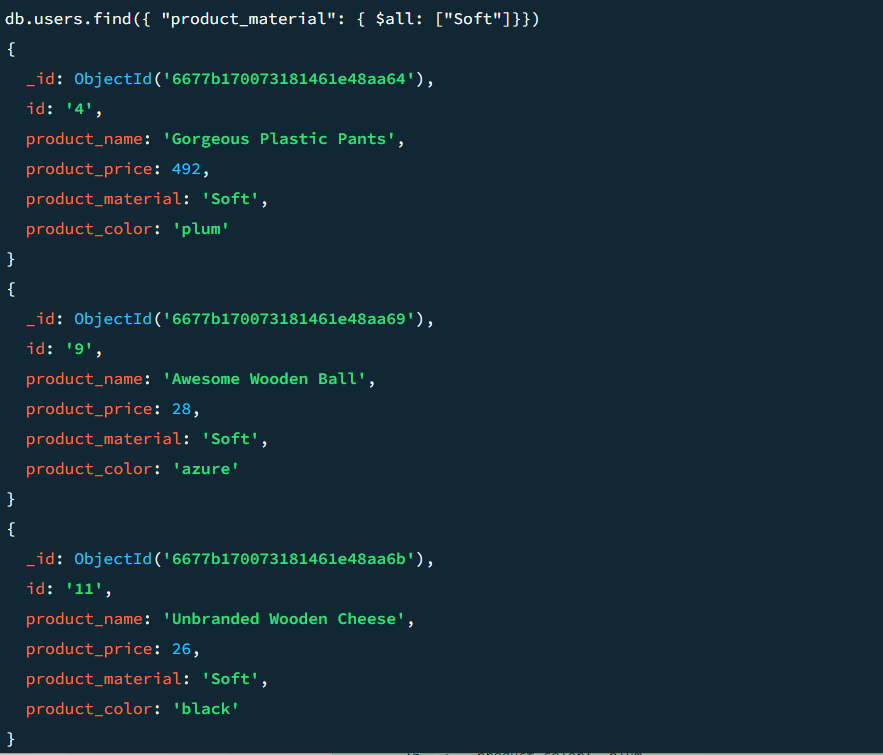 db.users.find({ "product_material": { $all: ["Soft"]}})
{
_id: ObjectId('6677b170073181461e48aa64'),
id: '4',
product_name: 'Gorgeous Plastic Pants',
product_price: 492,
product_material: 'Soft',
product_color: 'plum'
}
{
_id: ObjectId('6677b170073181461e48aa69'),
id: '9',
product_name: 'Awesome Wooden Ball',
product_price: 28,
product_material: 'Soft',
product_color: 'azure'
}
{
_id: ObjectId('6677b170073181461e48aa6b'),
id: '11',
product_name: 'Unbranded Wooden Cheese',
product_price: 26,
product_material: 'Soft',
product_color: 'black'
}